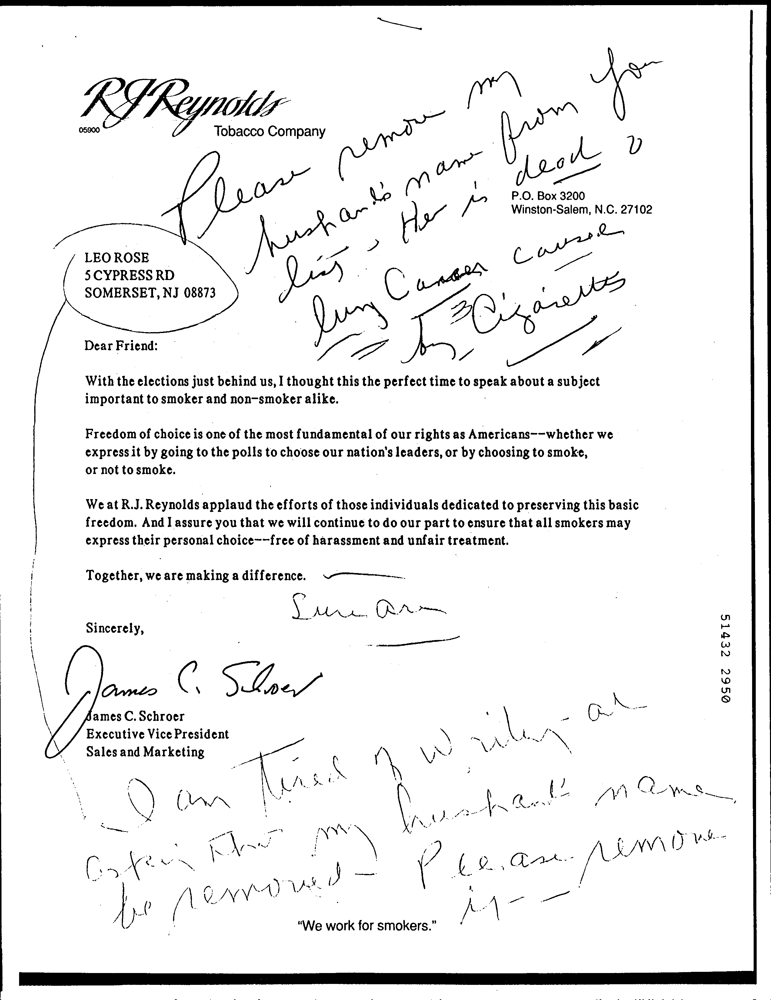 RJReynolds
05900
Tobacco Company
Please remove my
husband's name from you
list, He is dead
lung Cancer caused
by Cigarettes
P.O. Box 3200
Winston-Salem, N.C. 27102
LEO ROSE
5 CYPRESS RD
SOMERSET, NJ 08873
Dear Friend:
With the elections just behind us, I thought this the perfect time to speak about a subject
important to smoker and non-smoker alike.
Freedom of choice is one of the most fundamental of our rights as Americans--whether we
express it by going to the polls to choose our nation's leaders, or by choosing to smoke,
or not to smoke.
We at R.J. Reynolds applaud the efforts of those individuals dedicated to preserving this basic
freedom. And I assure you that we will continue to do our part to ensure that all smokers may
express their personal choice--free of harassment and unfair treatment.
Together, we are making a difference.
Sure are
Sincerely,
James C. Schroer
James C. Schroer
Executive Vice President
Sales and Marketing
I am tired of writing
that my husband's name
be removed - Please remove
it--
"We work for smokers."
51432 2950